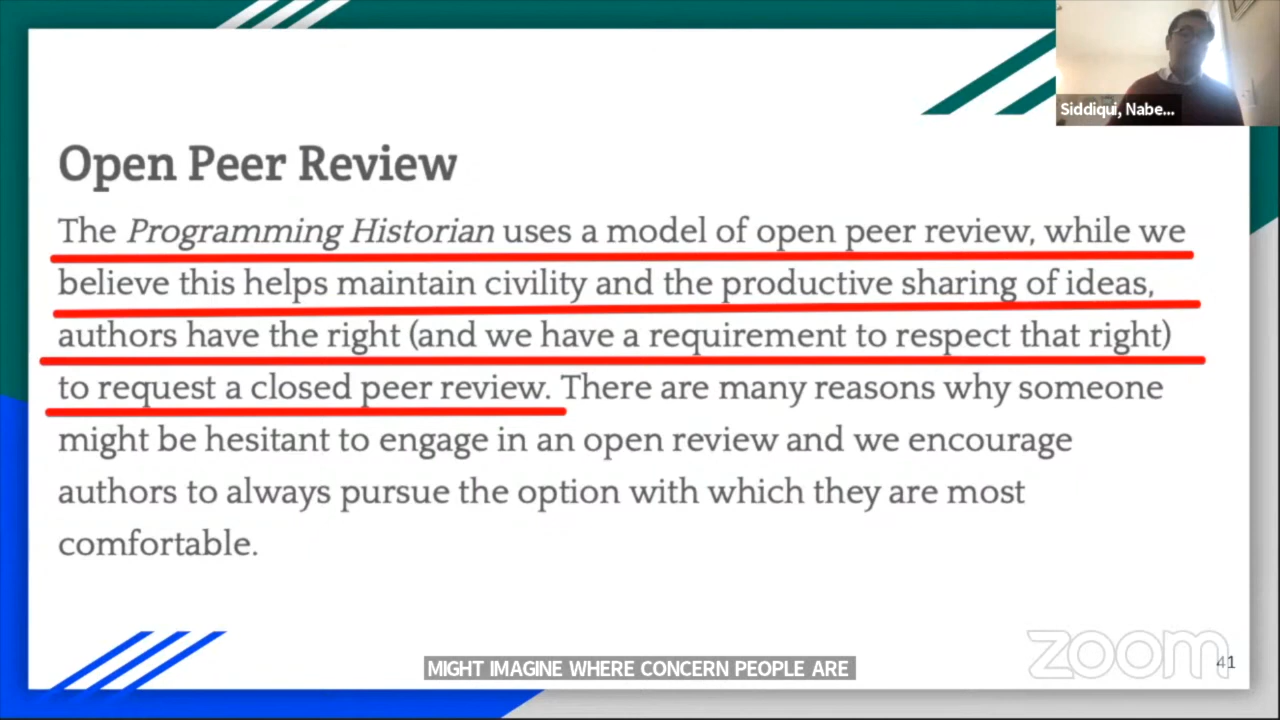 Siddiqui, Nabe...
Open Peer Review
The Programming Historian uses a model of open peer review, while we
believe this helps maintain civility and the productive sharing of ideas,
authors have the right (and we have a requirement to respect that right)
to request a closed peer review. There are many reasons why someone
might be hesitant to engage in an open review and we encourage
authors to always pursue the option with which they are most
comfortable.
MIGHT IMAGINE WHERE CONCERN PEOPLE ARE
zoom
41